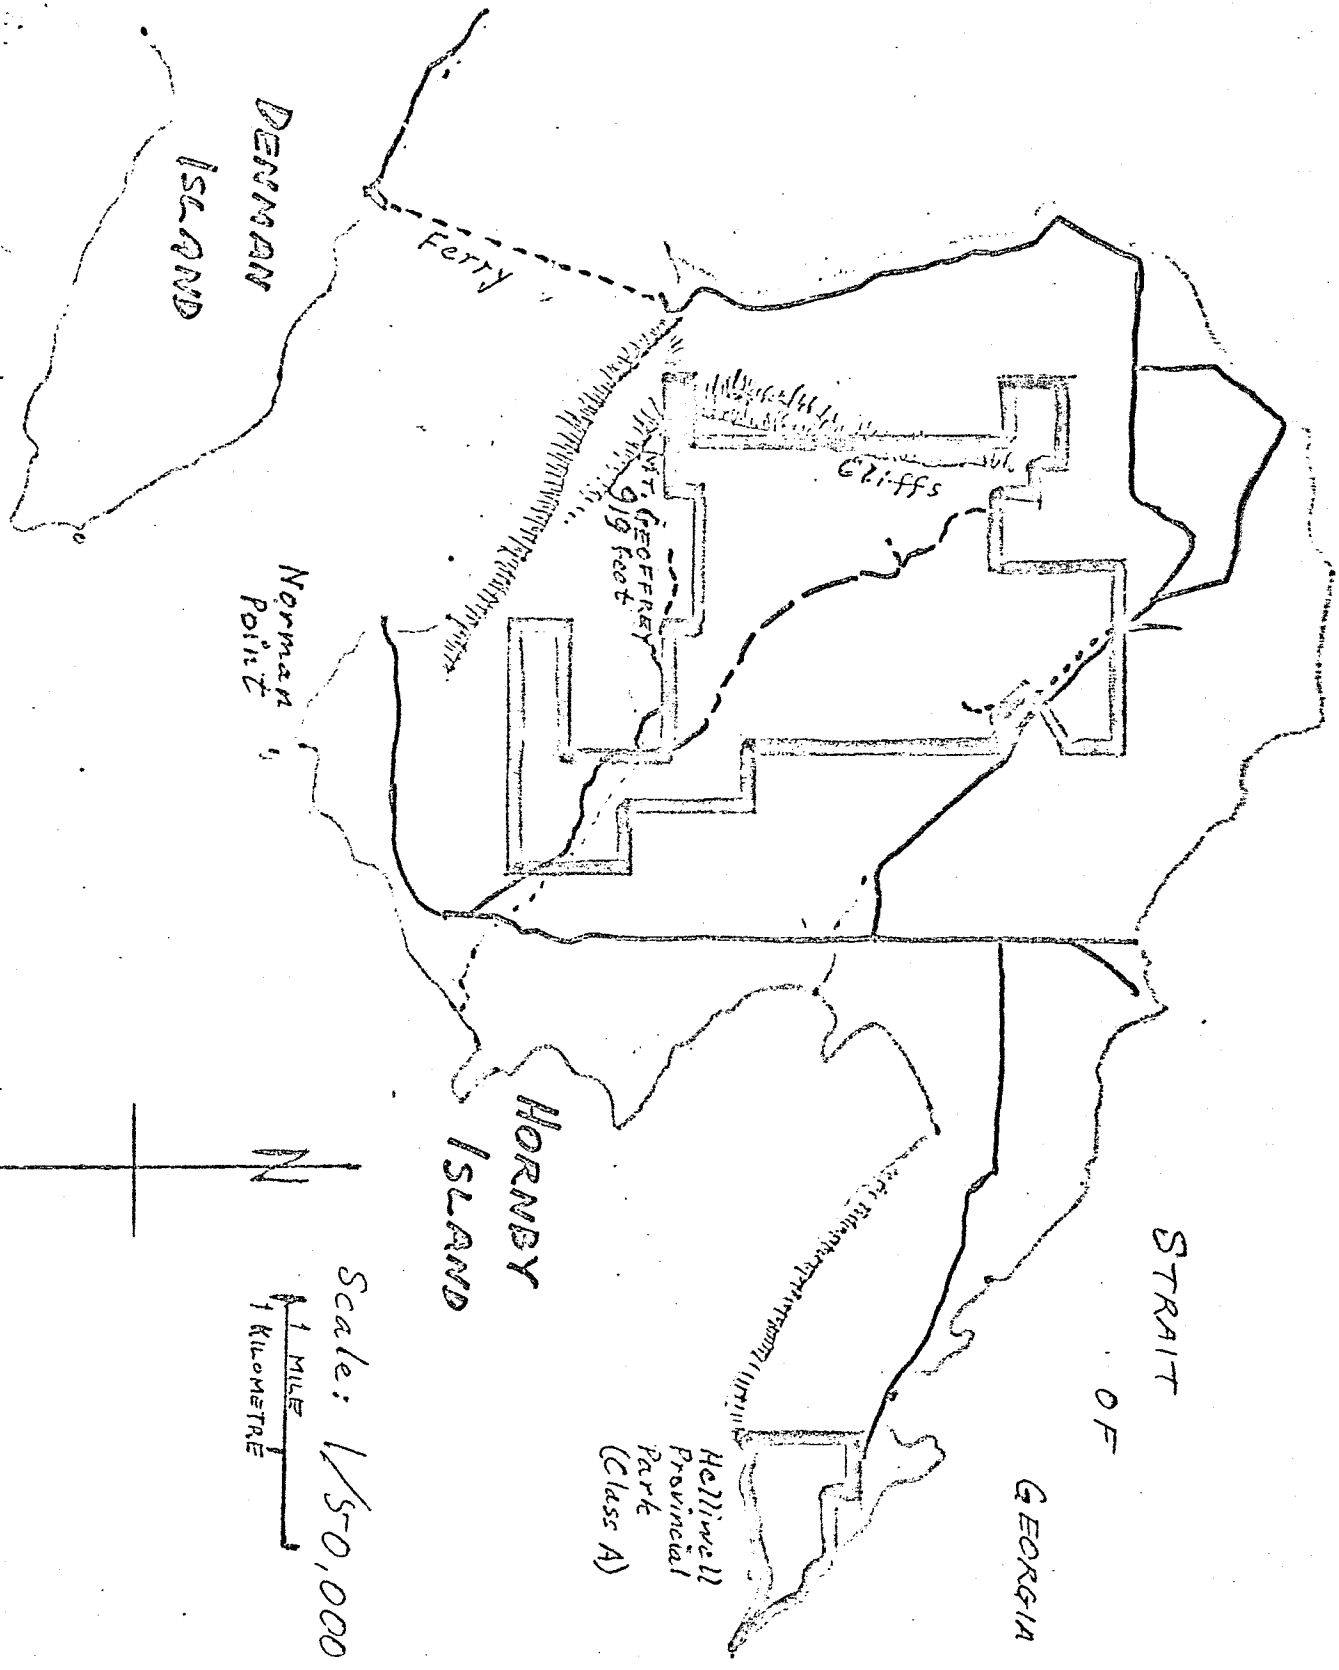 DENMAN
ISLAND
Ferry
Cliffs
MT. GEOFFREY
919 feet
Norman
Point
HORNBY
ISLAND
STRAIT
OF
GEORGIA
Helliwell
Provincial
Park
(Class A)
N
Scale: 1/50,000
1 MILE
1 KILOMETRE